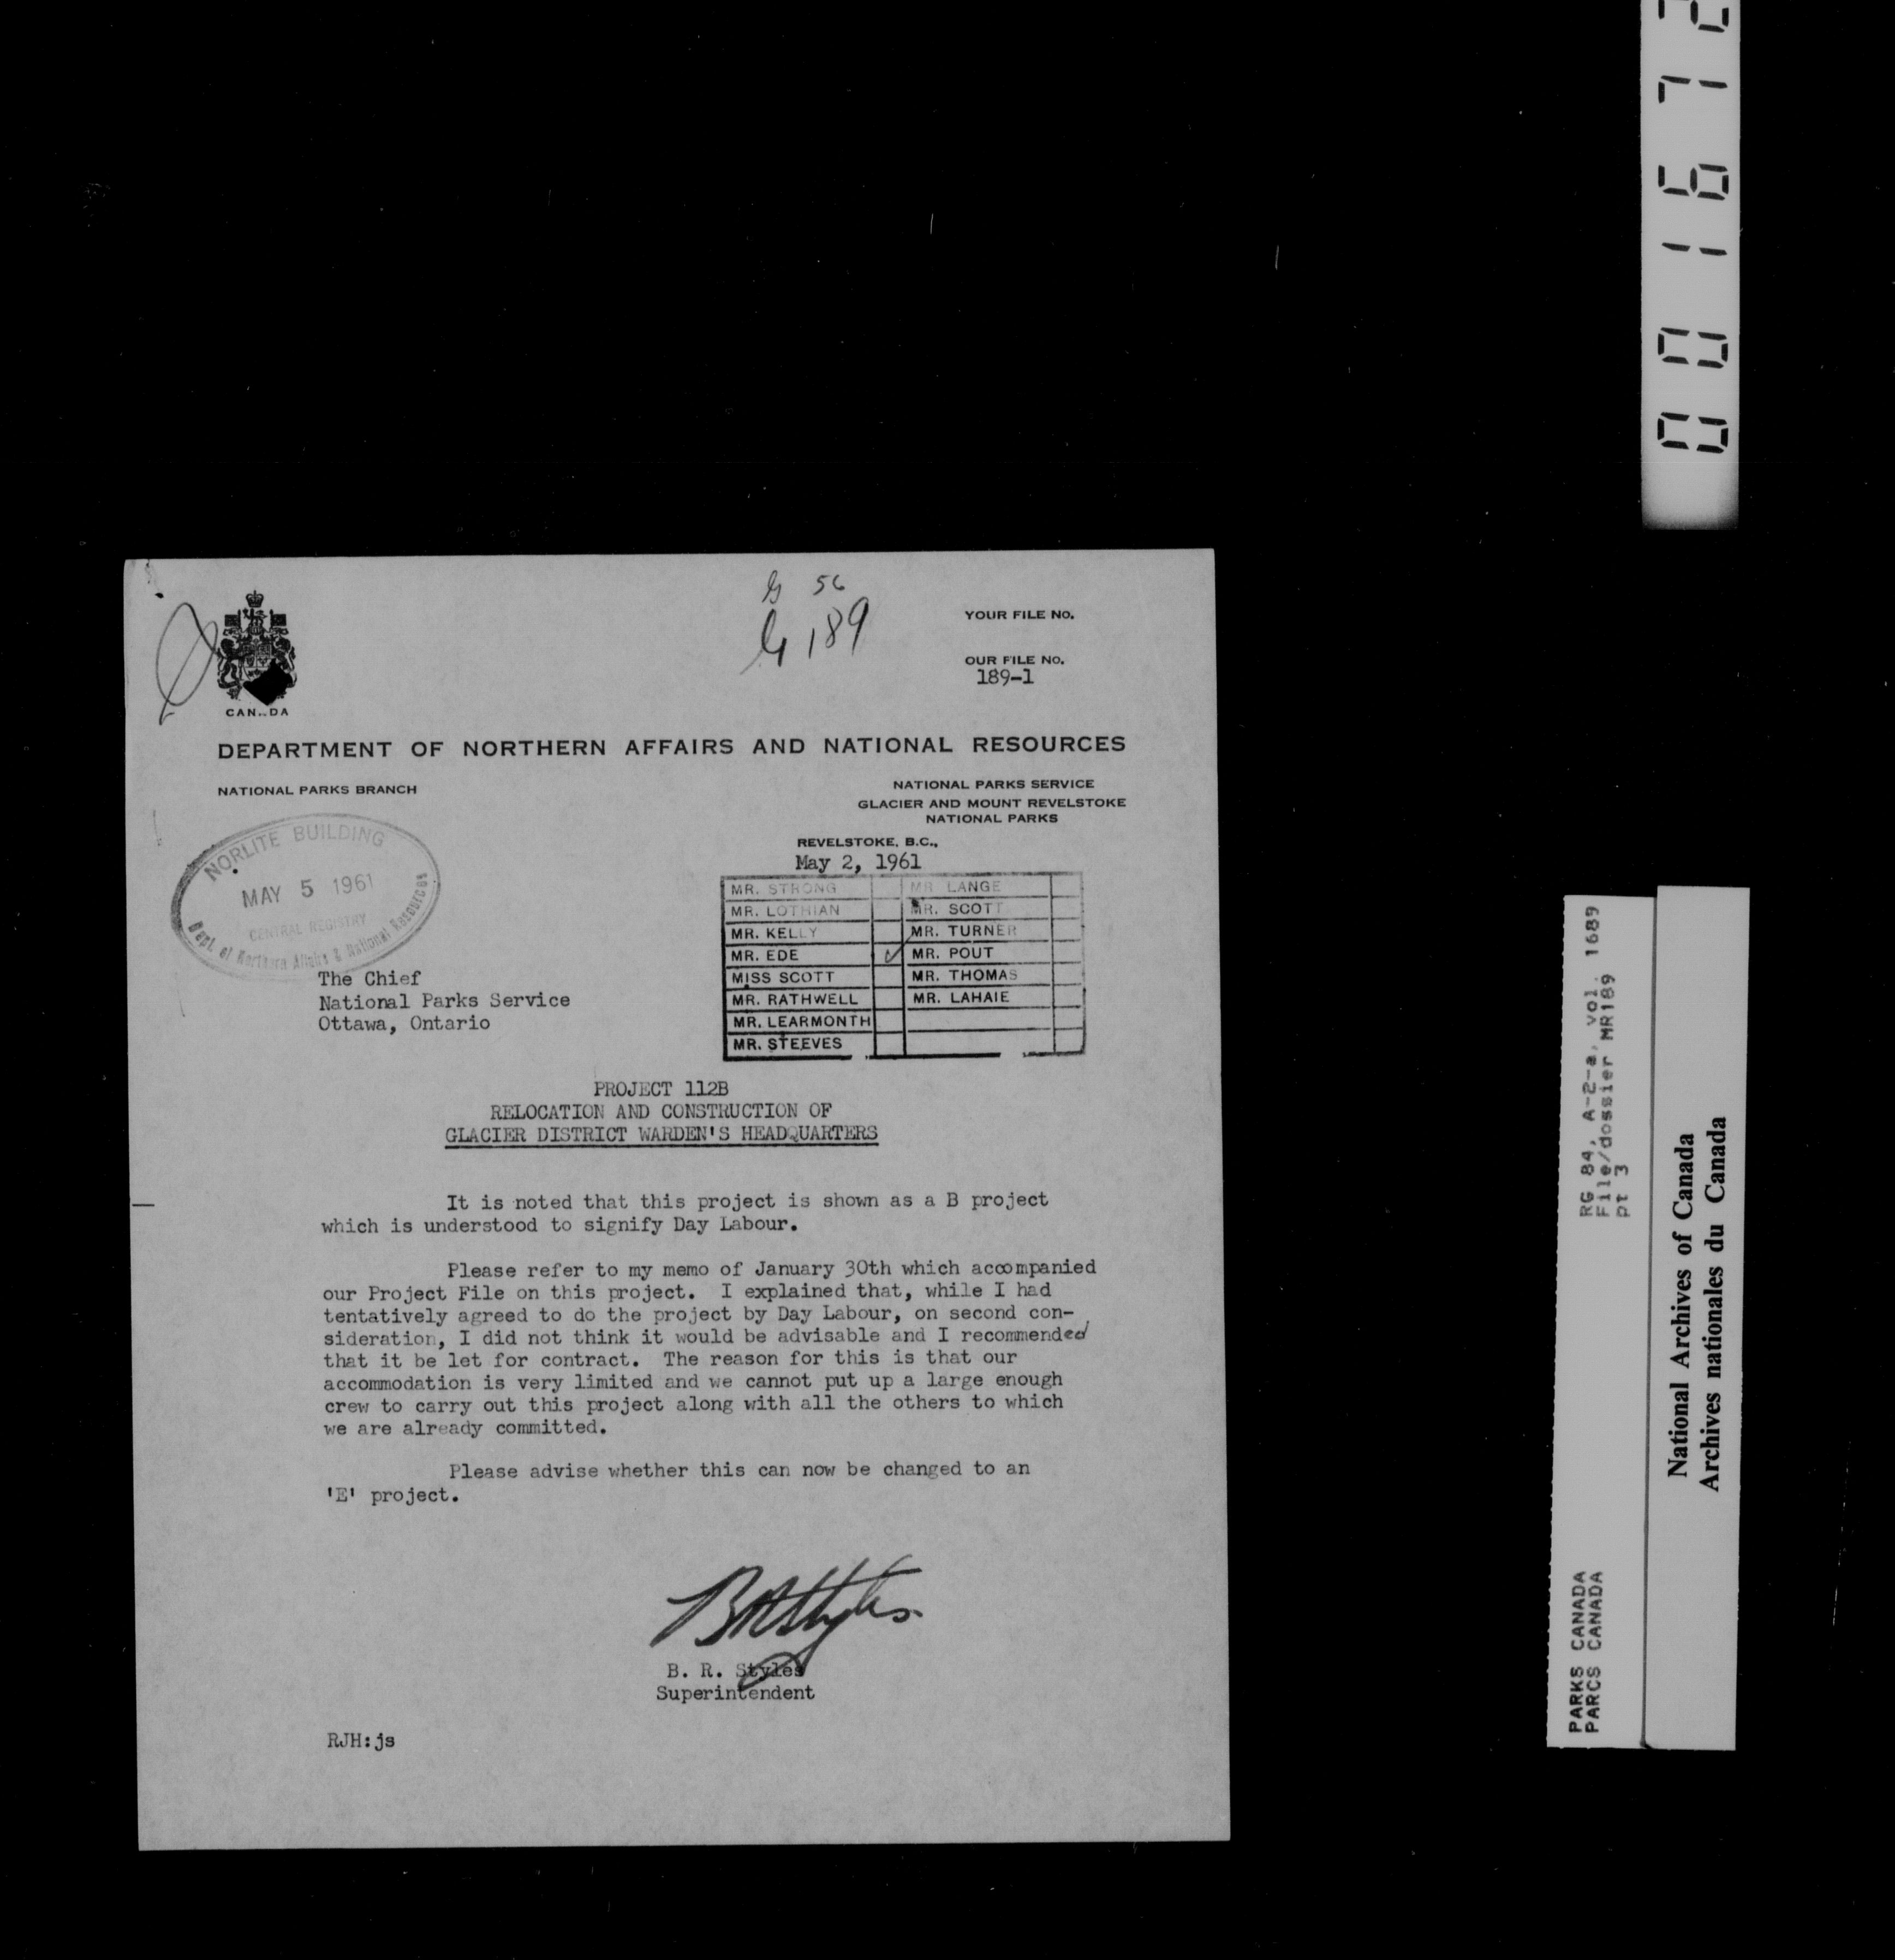 G 56
G 189
YOUR FILE No.
OUR FILE No.
189-1
CAN DA
DEPARTMENT OF NORTHERN AFFAIRS AND NATIONAL RESOURCES
NATIONAL PARKS BRANCH
NATIONAL PARKS SERVICE
GLACIER AND MOUNT REVELSTOKE
NATIONAL PARKS
REVELSTOKE, B.C.,
May 2, 1961
NORLITE BUILDING
MAY 5 1961
CENTRAL REGISTRY
Dept. of Northern Affairs & National Resources
MR. STRONG MR. LANGE
MR. LOTHIAN MR. SCOTT
MR. KELLY MR. TURNER
MR. EDE MR. POUT
MISS SCOTT MR. THOMAS
MR. RATHWELL MR. LAHAIE
MR. LEARMONTH
MR. STEEVES
The Chief
National Parks Service
Ottawa, Ontario
PROJECT 112B
RELOCATION AND CONSTRUCTION OF
GLACIER DISTRICT WARDEN'S HEADQUARTERS
It is noted that this project is shown as a B project
which is understood to signify Day Labour.
Please refer to my memo of January 30th which accompanied
our Project File on this project. I explained that, while I had
tentatively agreed to do the project by Day Labour, on second con-
sideration, I did not think it would be advisable and I recommended
that it be let for contract. The reason for this is that our
accommodation is very limited and we cannot put up a large enough
crew to carry out this project along with all the others to which
we are already committed.
Please advise whether this can now be changed to an
'E' project.
BRStyles
B. R. Styles
Superintendent
RJH:js
001672
RG 84, A-2-a, vol. 1689
File/dossier MR189
pt 3
PARKS CANADA
PARCS CANADA
National Archives of Canada
Archives nationales du Canada